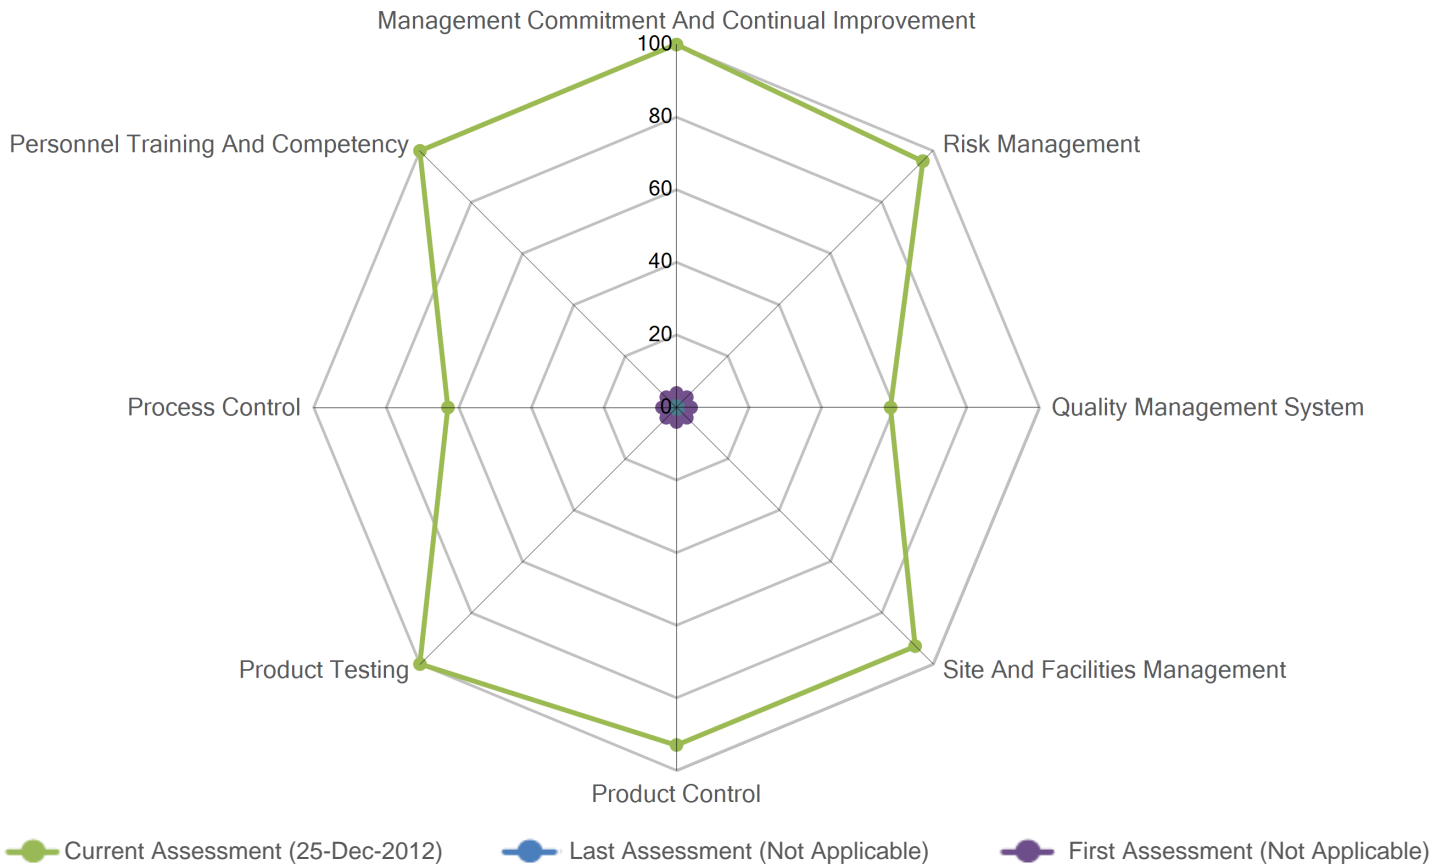 Management Commitment And Continual Improvement
100
Personnel Training And Competency
Risk Management
80
60
40
20
0
Process Control
Quality Management System
Product Testing
Site And Facilities Management
Product Control
Current Assessment (25-Dec-2012)
Last Assessment (Not Applicable)
First Assessment (Not Applicable)